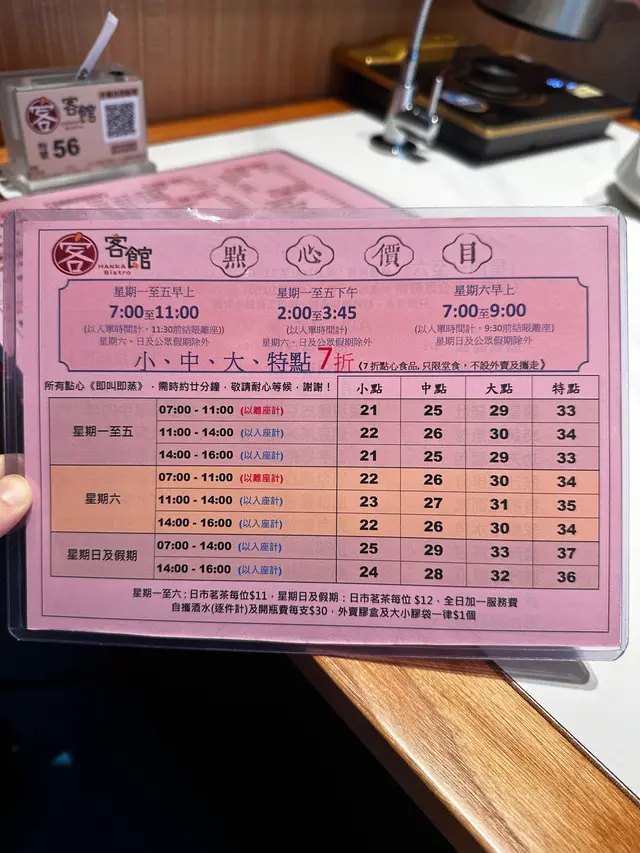 客 客館
HAKKA
檯號 56
客 客館 點心價目
HAKKA
Bistro
星期一至五早上 星期一至五下午 星期六早上
7:00至11:00 2:00至3:45 7:00至9:00
(以入單時間計，11:30前結賬離座)) (以入單時間計) (以入單時間計，9:30前結賬離座)
星期六、日及公眾假期除外 星期六、日及公眾假期除外 星期日及公眾假期除外
小、中、大、特點 7折 《7 折點心食品, 只限堂食，不設外賣及攜走》
所有點心《即叫即蒸》，需時約廿分鐘，敬請耐心等候，謝謝！ 小點 中點 大點 特點
星期一至五 07:00 - 11:00 (以離座計) 21 25 29 33
11:00 - 14:00 (以入座計) 22 26 30 34
14:00 - 16:00 (以入座計) 21 25 29 33
星期六 07:00 - 11:00 (以離座計) 22 26 30 34
11:00 - 14:00 (以入座計) 23 27 31 35
14:00 - 16:00 (以入座計) 22 26 30 34
星期日及假期 07:00 - 14:00 (以入座計) 25 29 33 37
14:00 - 16:00 (以入座計) 24 28 32 36
星期一至六：日市茗茶每位$11，星期日及假期：日市茗茶每位 $12，全日加一服務費
自攜酒水(逐件計)及開瓶費每支$30，外賣膠盒及大小膠袋一律$1個